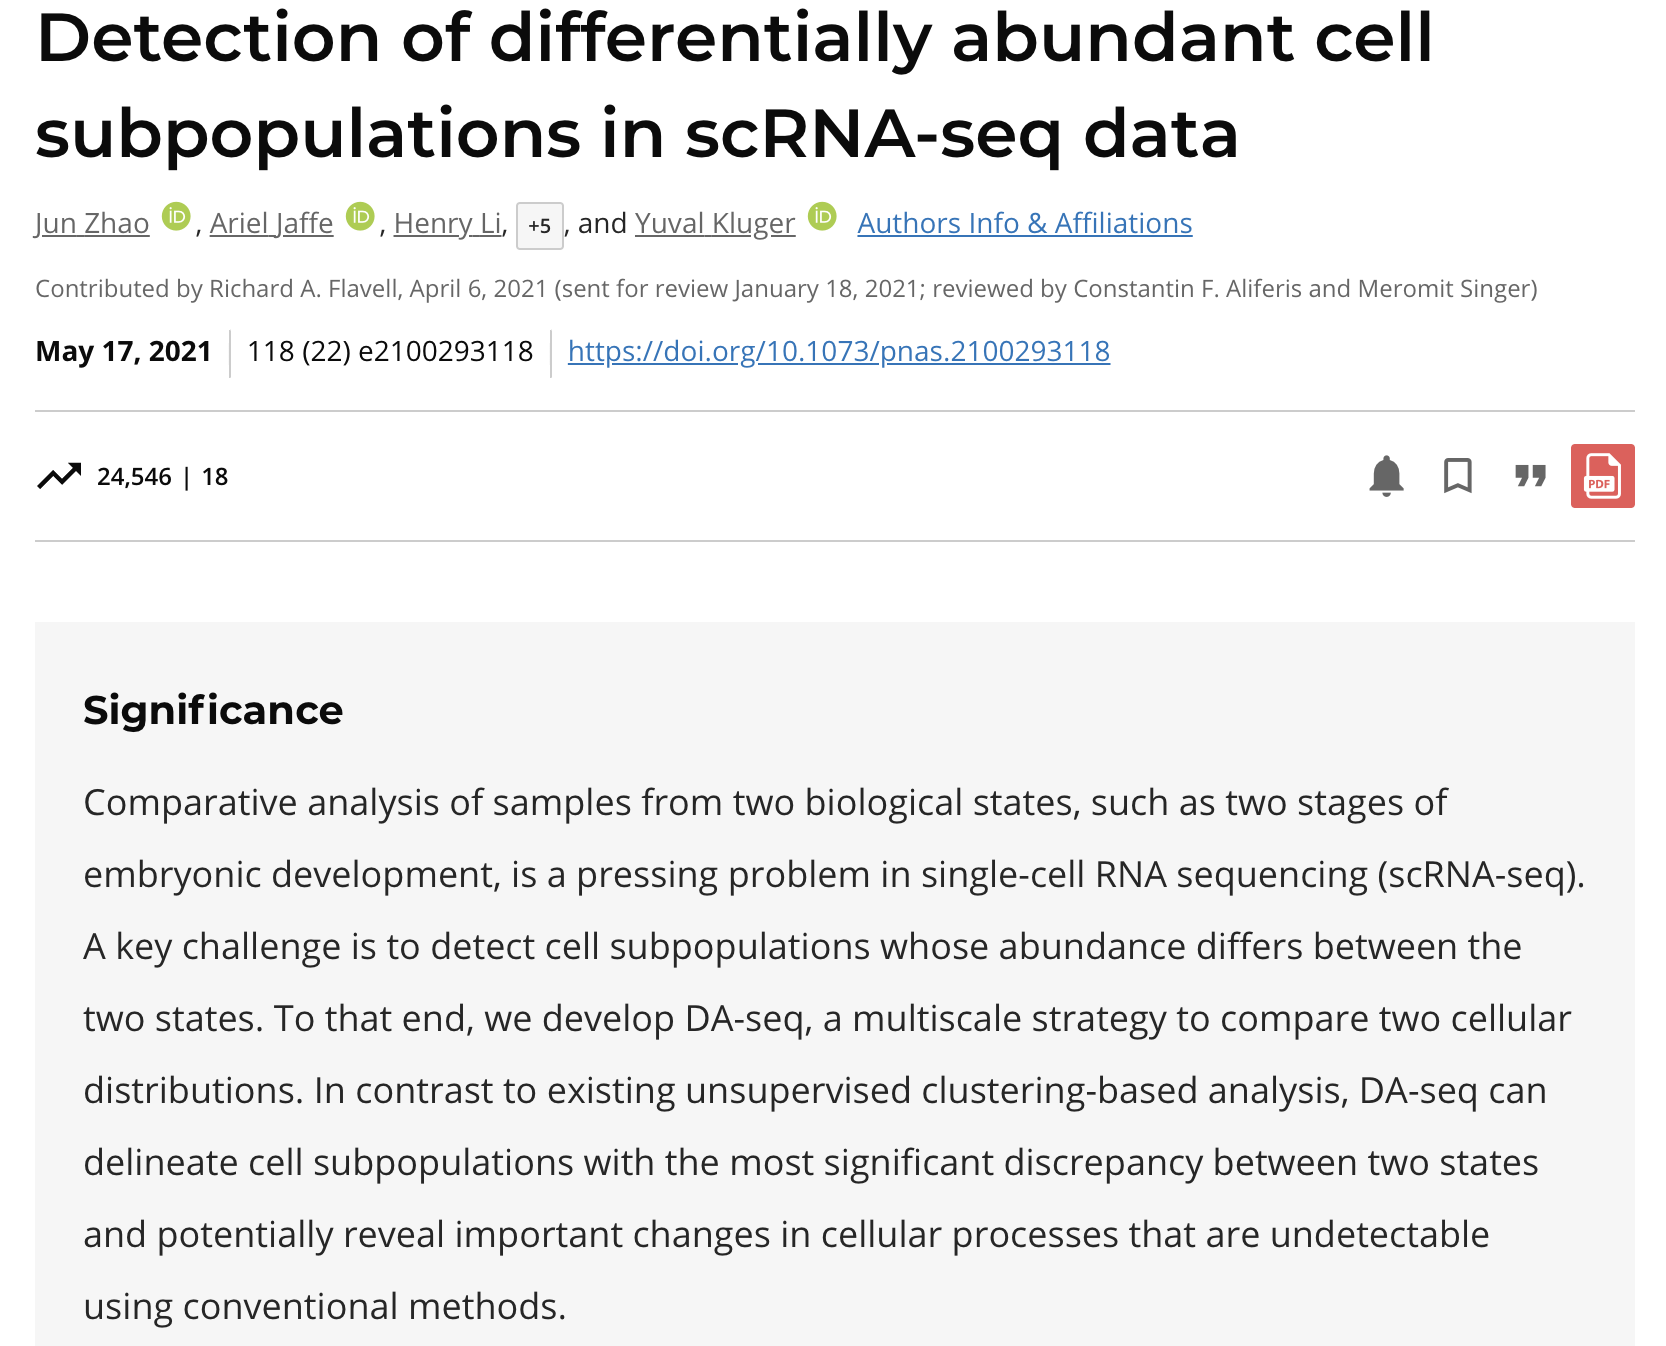 Detection of differentially abundant cell
subpopulations in scRNA-seq data
Jun Zhao iD, Ariel Jaffe iD, Henry Li, +5, and Yuval Kluger iD Authors Info & Affiliations
Contributed by Richard A. Flavell, April 6, 2021 (sent for review January 18, 2021; reviewed by Constantin F. Aliferis and Meromit Singer)
May 17, 2021 118 (22) e2100293118 https://doi.org/10.1073/pnas.2100293118
24,546 | 18 PDF
Significance
Comparative analysis of samples from two biological states, such as two stages of
embryonic development, is a pressing problem in single-cell RNA sequencing (scRNA-seq).
A key challenge is to detect cell subpopulations whose abundance differs between the
two states. To that end, we develop DA-seq, a multiscale strategy to compare two cellular
distributions. In contrast to existing unsupervised clustering-based analysis, DA-seq can
delineate cell subpopulations with the most significant discrepancy between two states
and potentially reveal important changes in cellular processes that are undetectable
using conventional methods.